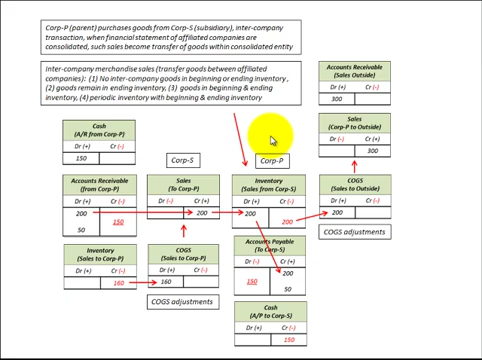 Corp-P (parent) purchases goods from Corp-S (subsidiary), inter-company
transaction, when financial statement of affiliated companies are
consolidated, such sales become transfer of goods within consolidated entity
Inter-company merchandise sales (transfer goods between affiliated
companies): (1) No inter-company goods in beginning or ending inventory,
(2) goods remain in ending inventory, (3) goods in beginning & ending
inventory, (4) periodic inventory with beginning & ending inventory
Accounts Receivable
(Sales Outside)
Dr (+) Cr (-)
300
Cash
(A/R from Corp-P)
Dr (+) Cr (-)
150
Sales
(Corp-P to Outside)
Dr (-) Cr (+)
300
Corp-S
Corp-P
Accounts Receivable
(from Corp-P)
Dr (+) Cr (-)
200
150
50
Sales
(To Corp-P)
Dr (-) Cr (+)
200
Inventory
(Sales from Corp-S)
Dr (+) Cr (-)
200
200
COGS
(Sales to Outside)
Dr (+) Cr (-)
200
COGS adjustments
Inventory
(Sales to Corp-P)
Dr (+) Cr (-)
160
COGS
(Sales to Corp-P)
Dr (+) Cr (-)
160
COGS adjustments
Accounts Payable
(To Corp-S)
Dr (-) Cr (+)
200
150
50
Cash
(A/P to Corp-S)
Dr (+) Cr (-)
150